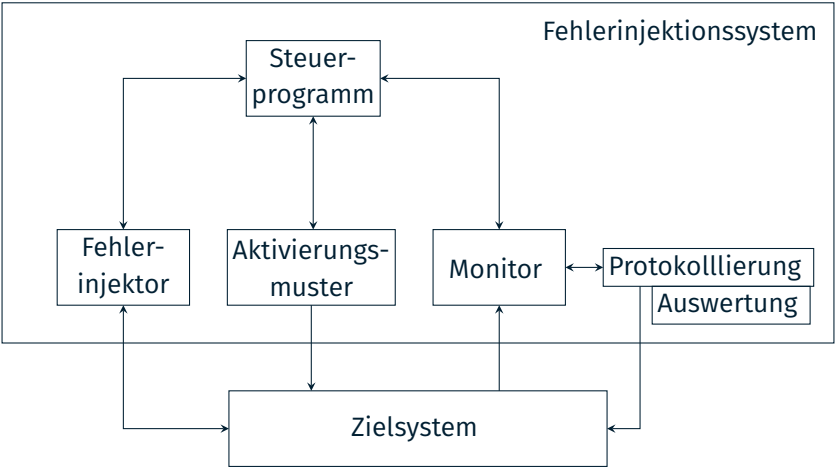 Fehlerinjektionssystem
Steuer-
programm
Fehler-
injektor
Aktivierungs-
muster
Monitor
Protokolllierung
Auswertung
Zielsystem